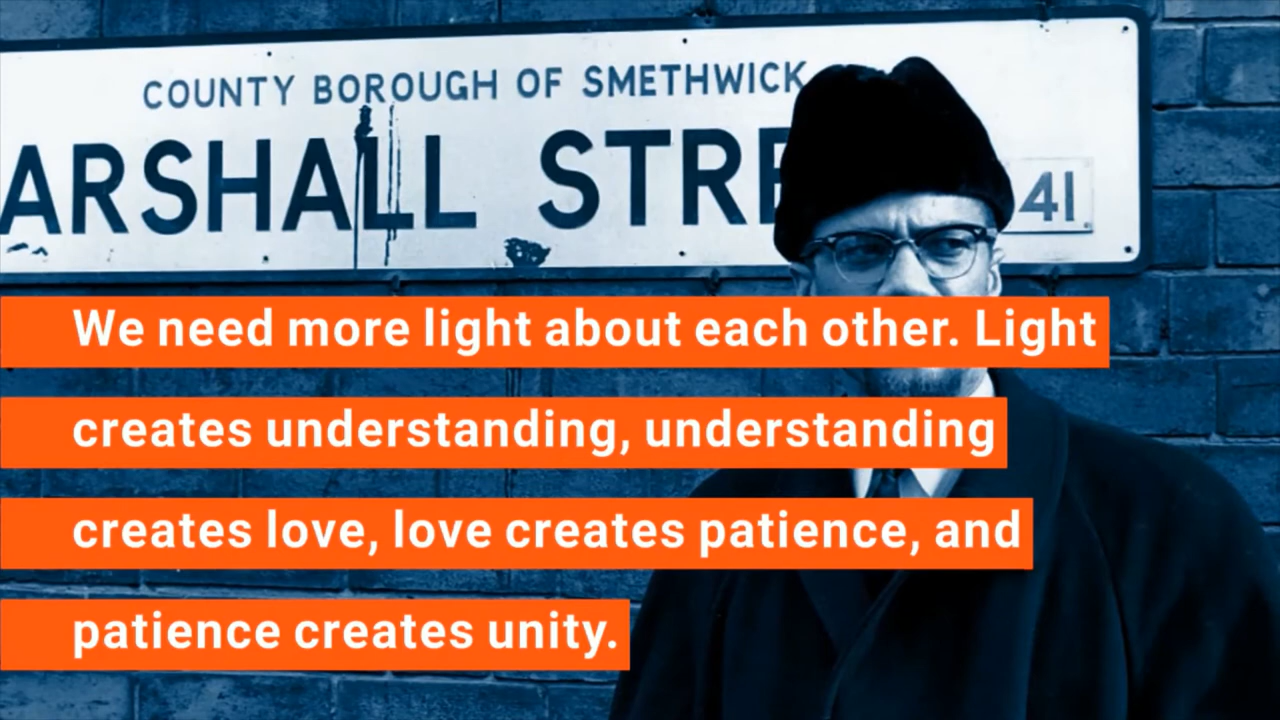 COUNTY BOROUGH OF SMETHWICK
ARSHALL STRE 41
We need more light about each other. Light
creates understanding, understanding
creates love, love creates patience, and
patience creates unity.